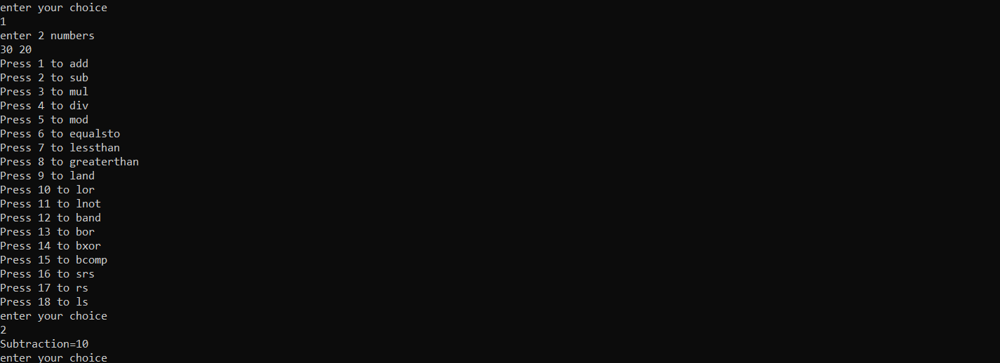 enter your choice
1
enter 2 numbers
30 20
Press 1 to add
Press 2 to sub
Press 3 to mul
Press 4 to div
Press 5 to mod
Press 6 to equalsto
Press 7 to lessthan
Press 8 to greaterthan
Press 9 to land
Press 10 to lor
Press 11 to lnot
Press 12 to band
Press 13 to bor
Press 14 to bxor
Press 15 to bcomp
Press 16 to srs
Press 17 to rs
Press 18 to ls
enter your choice
2
Subtraction=10
enter your choice